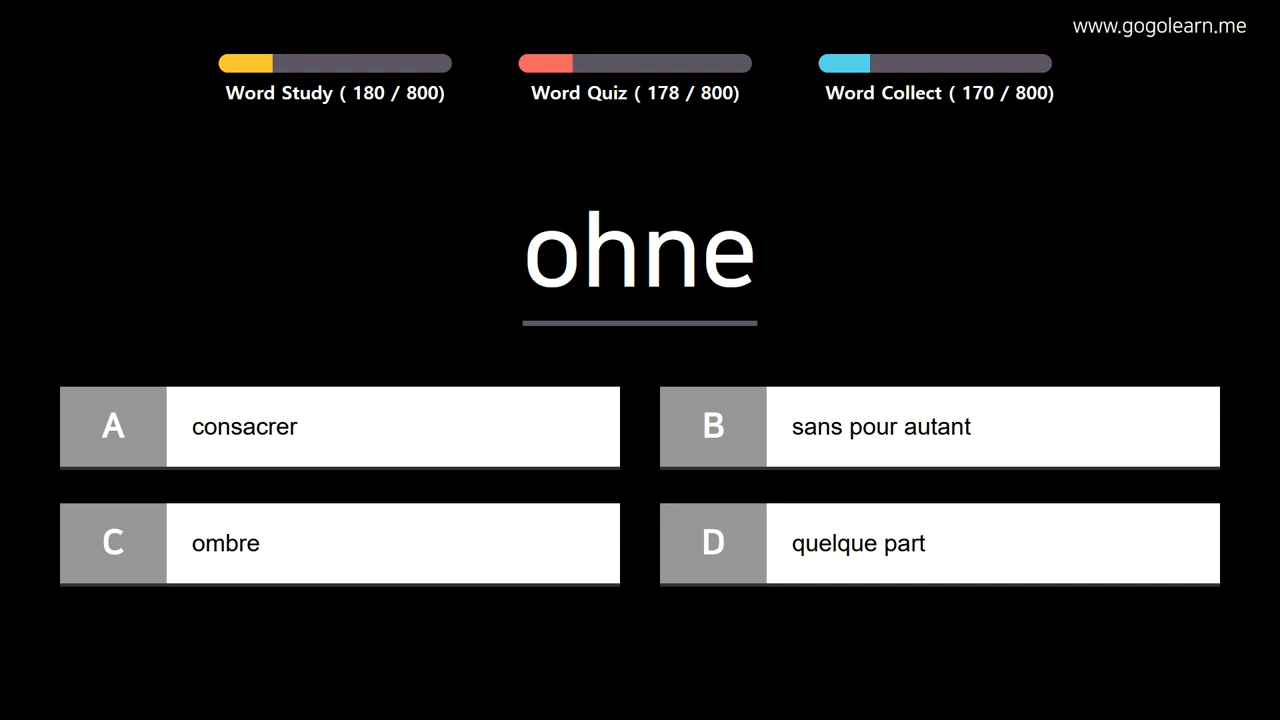 www.gogolearn.me
Word Study ( 180 / 800)
Word Quiz ( 178 / 800)
Word Collect ( 170 / 800)
ohne
A consacrer
B sans pour autant
C ombre
D quelque part